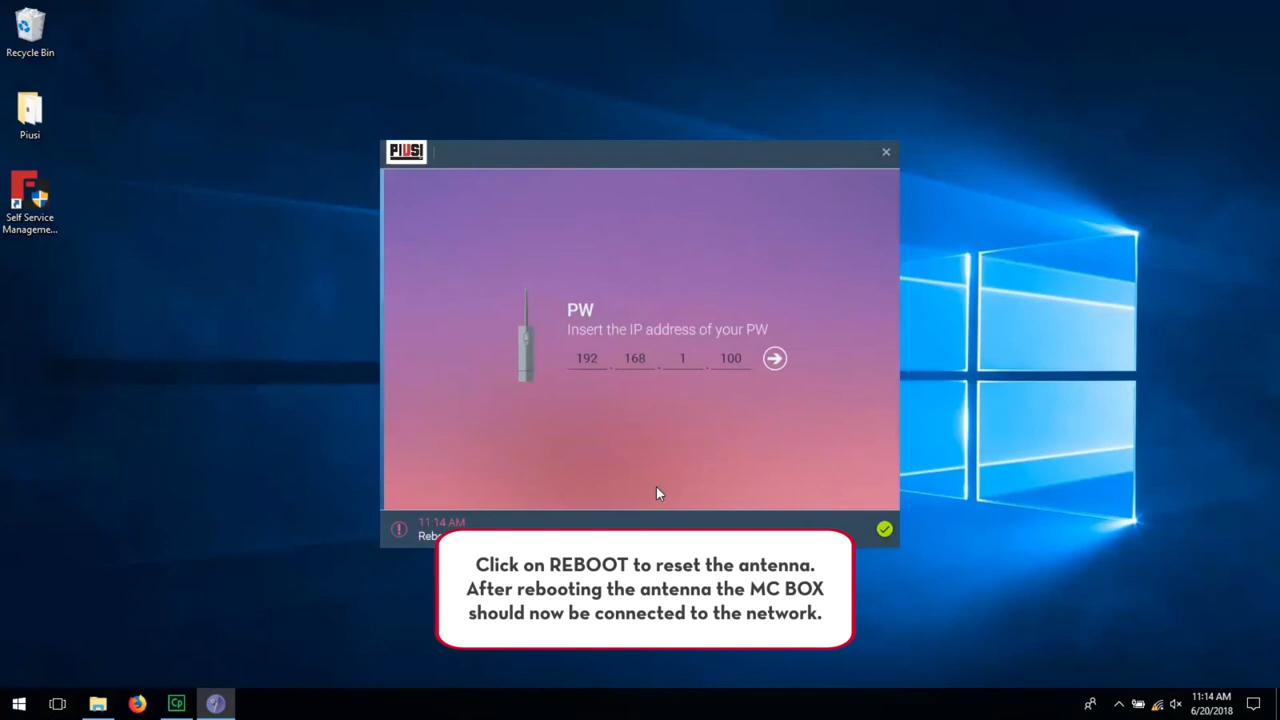 Recycle Bin
Piusi
Self Service
Manageme...
PIUSI
PW
Insert the IP address of your PW
192 . 168 . 1 . 100
11:14 AM
Click on REBOOT to reset the antenna.
After rebooting the antenna the MC BOX
should now be connected to the network.
Cp
11:14 AM
6/20/2018